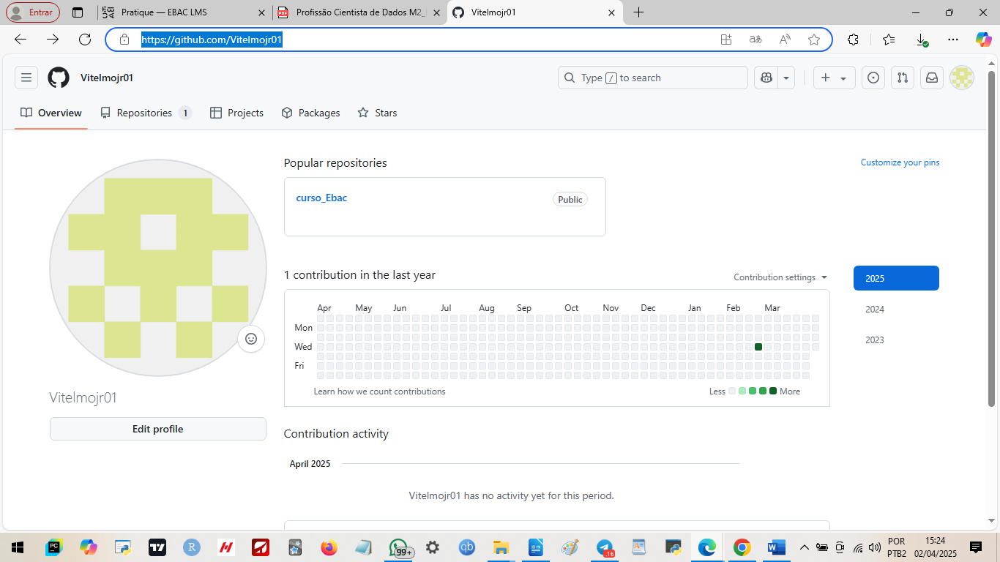 Entrar
Pratique — EBAC LMS
Profissão Cientista de Dados M2_
Vitelmojr01
https://github.com/Vitelmojr01
Vitelmojr01
Type / to search
Overview
Repositories 1
Projects
Packages
Stars
Popular repositories
Customize your pins
curso_Ebac
Public
1 contribution in the last year
Contribution settings
2025
2024
2023
Apr May Jun Jul Aug Sep Oct Nov Dec Jan Feb Mar
Mon
Wed
Fri
Learn how we count contributions
Less More
Vitelmojr01
Edit profile
Contribution activity
April 2025
Vitelmojr01 has no activity yet for this period.
PC
R
99+
qb
16
W
POR
PTB2
15:24
02/04/2025